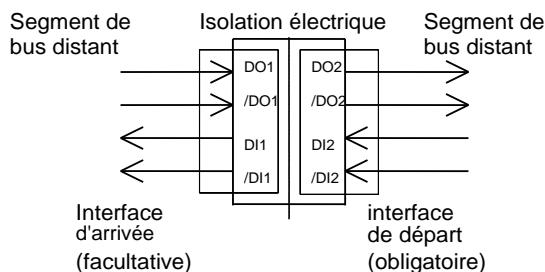 Segment de
bus distant
Isolation électrique
Segment de
bus distant
DO1
/DO1
DI1
/DI1
DO2
/DO2
DI2
/DI2
Interface
d'arrivée
(facultative)
interface
de départ
(obligatoire)